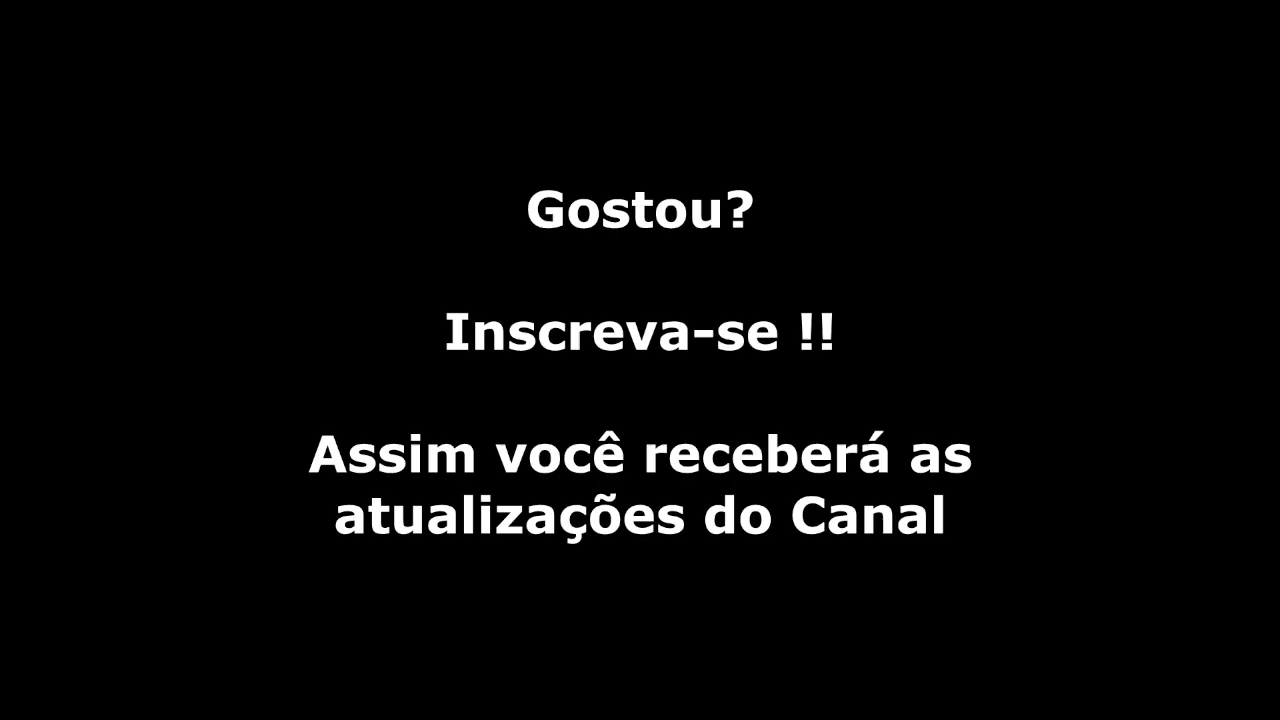 Gostou?
Inscreva-se !!
Assim você receberá as
atualizações do Canal